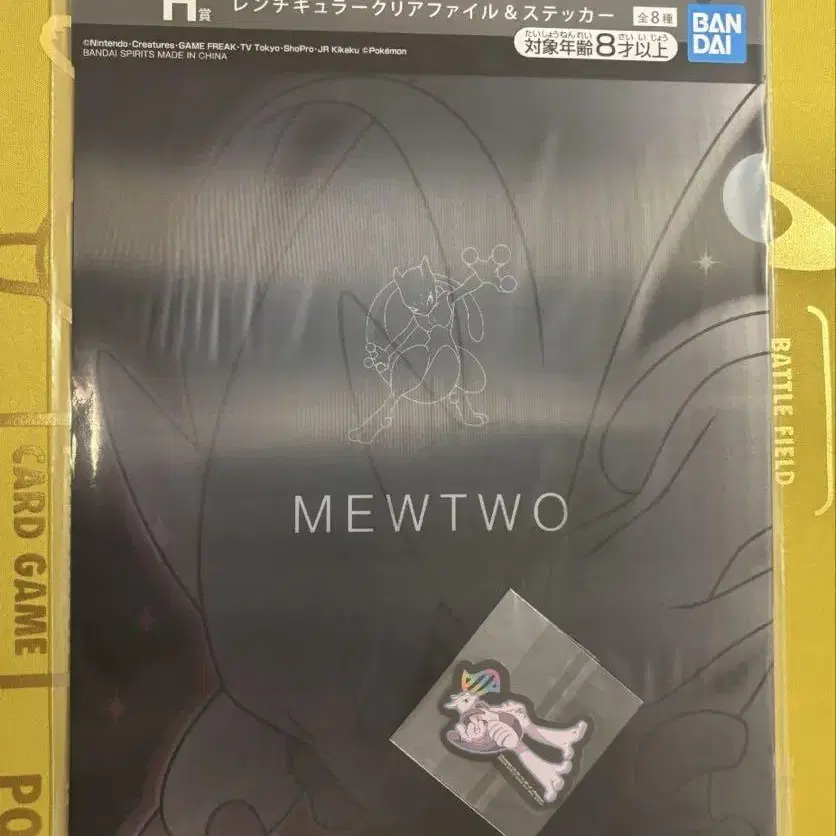 H賞
レンチキュラークリアファイル&ステッカー 全8種
BAN
DAI
たいしょうねんれい さい い じょう
対象年齢8才以上
©Nintendo・Creatures・GAME FREAK・TV Tokyo・ShoPro・JR Kikaku ©Pokémon
BANDAI SPIRITS MADE IN CHINA
MEWTWO
BATTLE FIELD
CARD GAME
PO